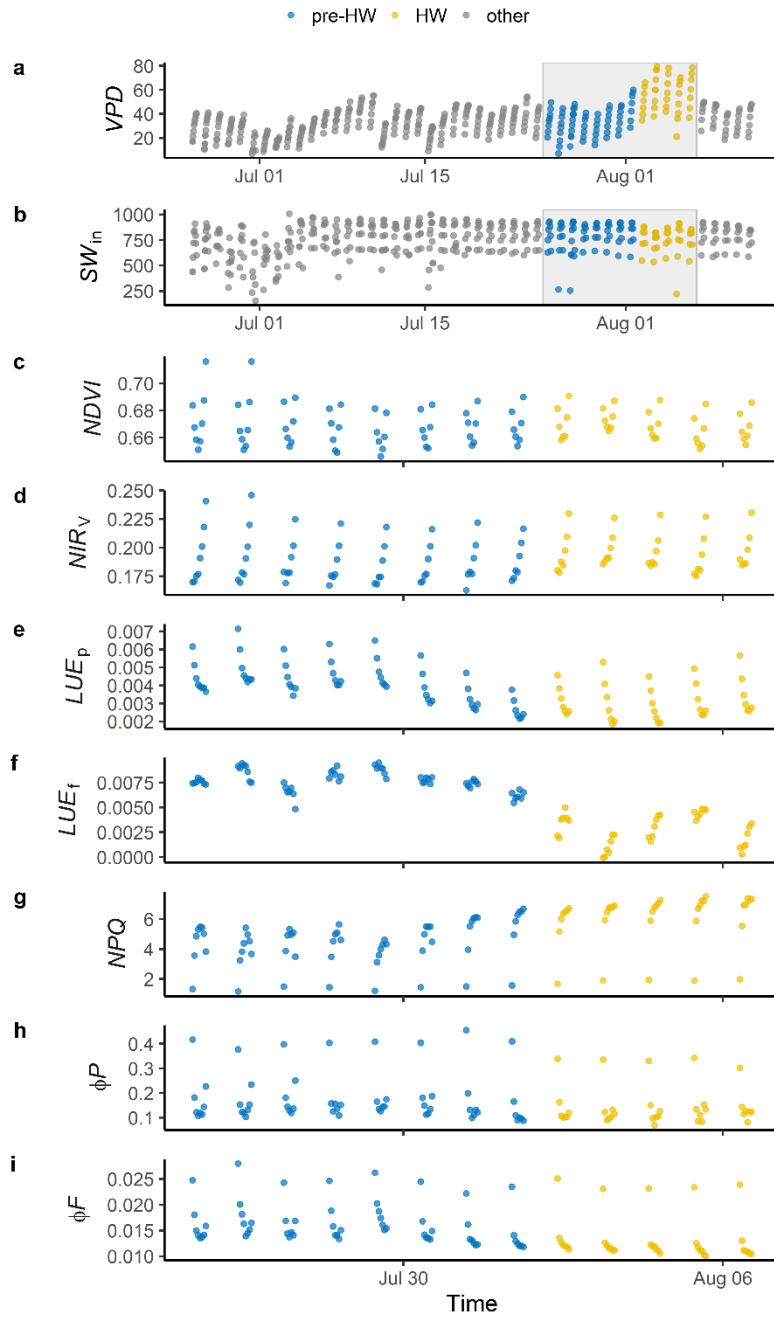 pre-HW HW other
a
VPD
80
60
40
20
Jul 01 Jul 15 Aug 01
b
SWin
1000
750
500
250
Jul 01 Jul 15 Aug 01
c
NDVI
0.70
0.68
0.66
d
NIRV
0.250
0.225
0.200
0.175
e
LUEp
0.007
0.006
0.005
0.004
0.003
0.002
f
LUEf
0.0075
0.0050
0.0025
0.0000
g
NPQ
6
4
2
h
ϕP
0.4
0.3
0.2
0.1
i
ϕF
0.025
0.020
0.015
0.010
Jul 30 Aug 06
Time